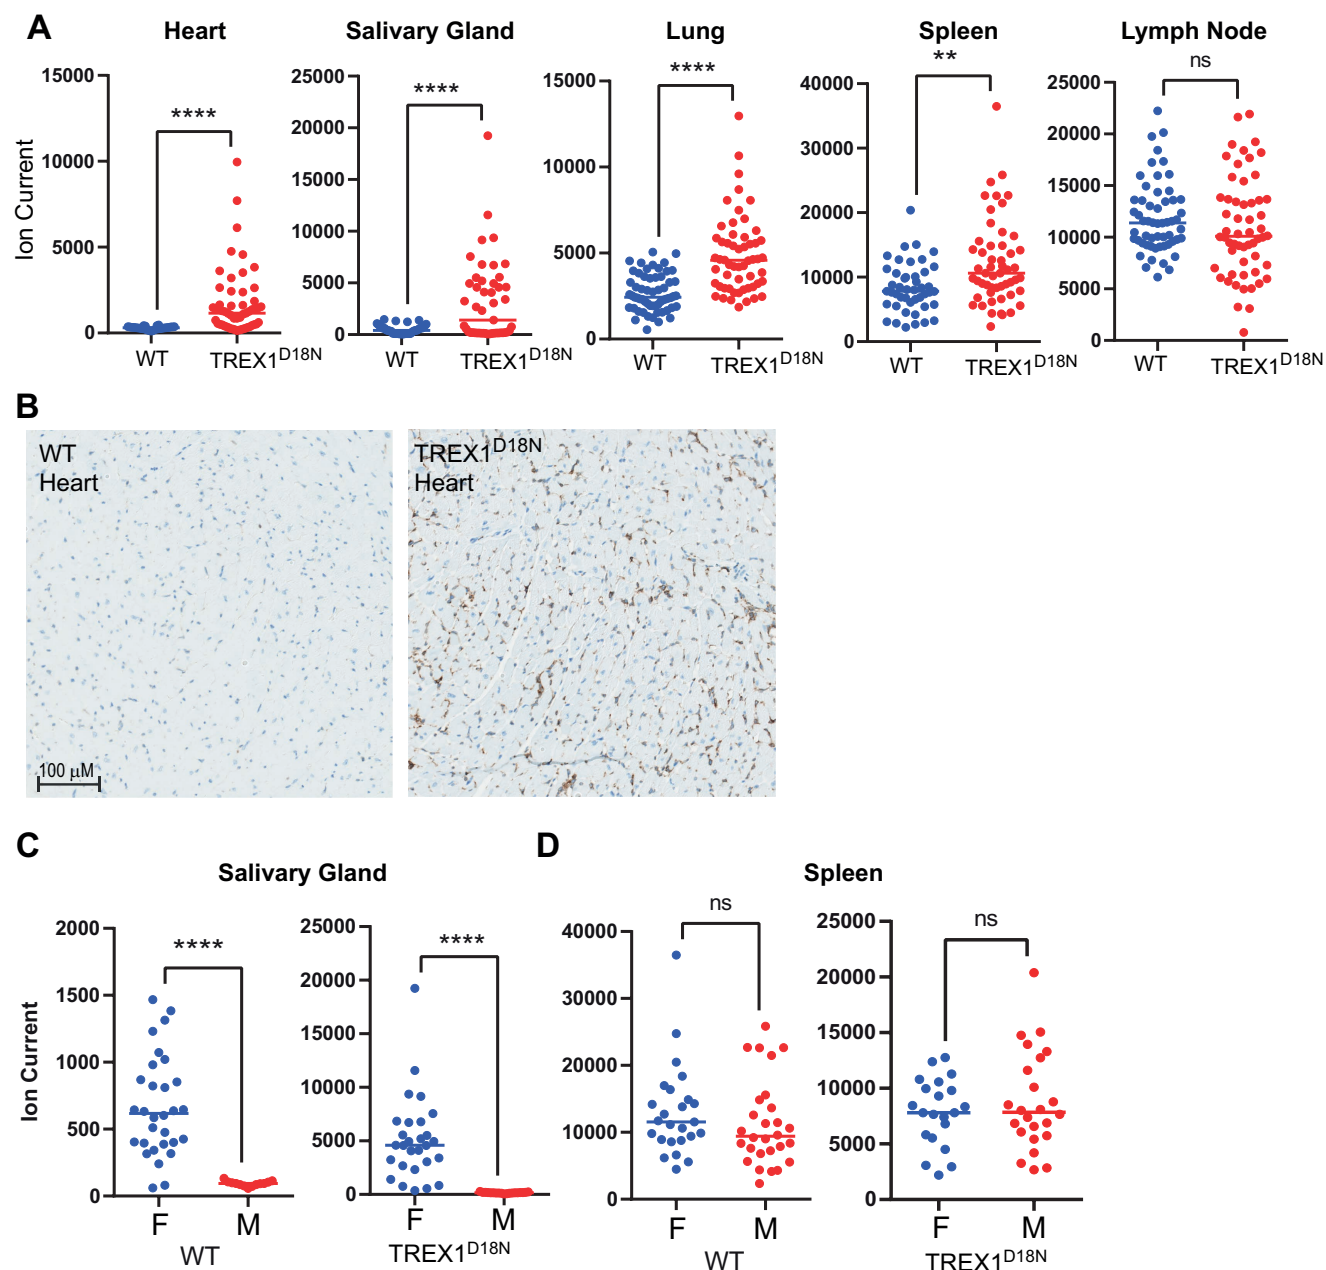 A
Heart
Salivary Gland
Lung
Spleen
Lymph Node
Ion Current
15000
10000
5000
0
****
WT
TREX1D18N
25000
20000
15000
10000
5000
0
****
WT
TREX1D18N
15000
10000
5000
0
****
WT
TREX1D18N
40000
30000
20000
10000
0
**
WT
TREX1D18N
25000
20000
15000
10000
5000
0
ns
WT
TREX1D18N
B
WT
Heart
100 μM
TREX1D18N
Heart
C
Salivary Gland
Ion Current
2000
1500
1000
500
0
****
F
M
WT
25000
20000
15000
10000
5000
0
****
F
M
TREX1D18N
D
Spleen
40000
30000
20000
10000
0
ns
F
M
WT
25000
20000
15000
10000
5000
0
ns
F
M
TREX1D18N